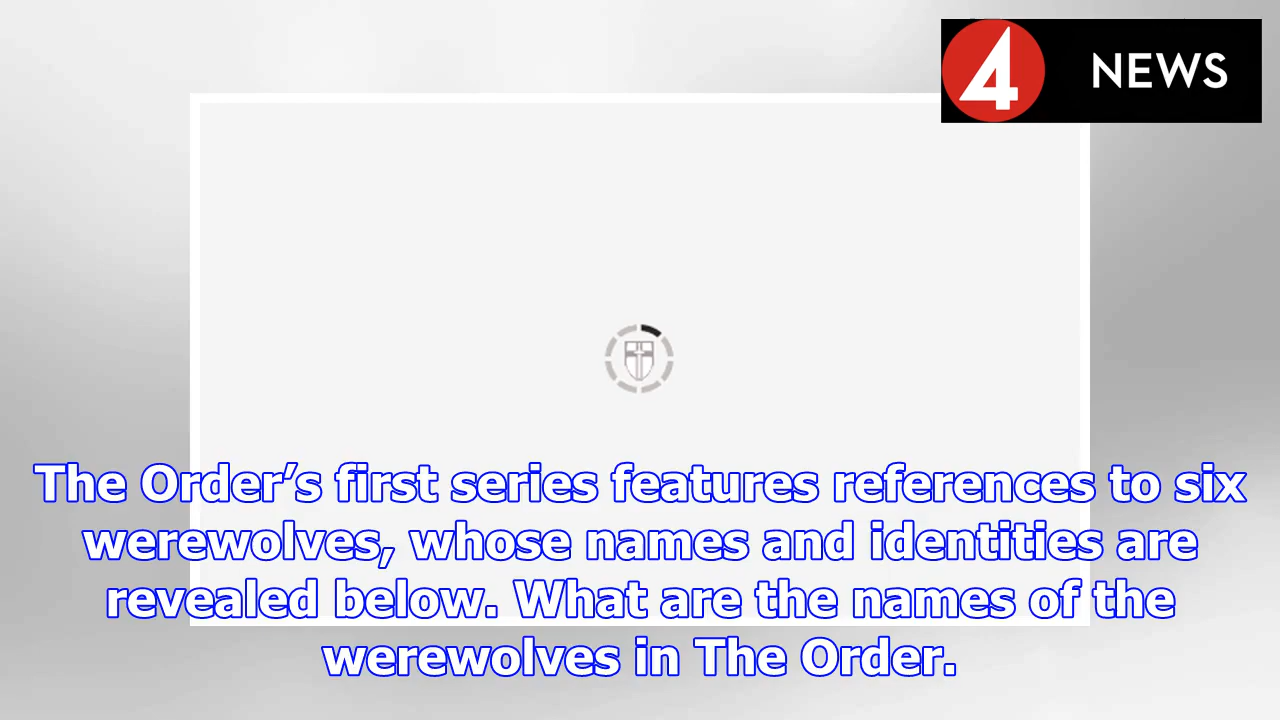 4 NEWS
The Order’s first series features references to six
werewolves, whose names and identities are
revealed below. What are the names of the
werewolves in The Order.